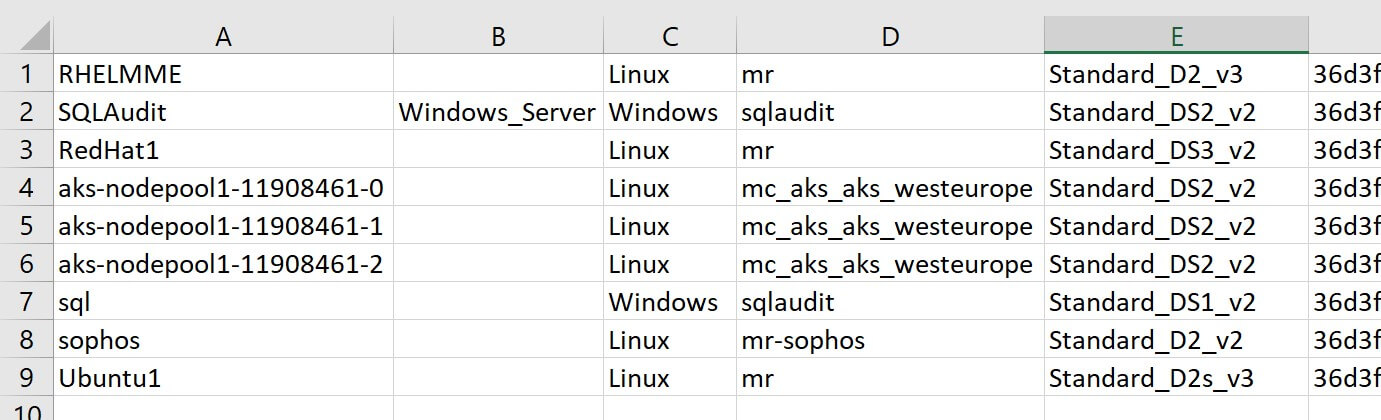 A B C D E
1 RHELMME Linux mr Standard_D2_v3 36d3f
2 SQLAudit Windows_Server Windows sqlaudit Standard_DS2_v2 36d3f
3 RedHat1 Linux mr Standard_DS3_v2 36d3f
4 aks-nodepool1-11908461-0 Linux mc_aks_aks_westeurope Standard_DS2_v2 36d3f
5 aks-nodepool1-11908461-1 Linux mc_aks_aks_westeurope Standard_DS2_v2 36d3f
6 aks-nodepool1-11908461-2 Linux mc_aks_aks_westeurope Standard_DS2_v2 36d3f
7 sql Windows sqlaudit Standard_DS1_v2 36d3f
8 sophos Linux mr-sophos Standard_D2_v2 36d3f
9 Ubuntu1 Linux mr Standard_D2s_v3 36d3f
10